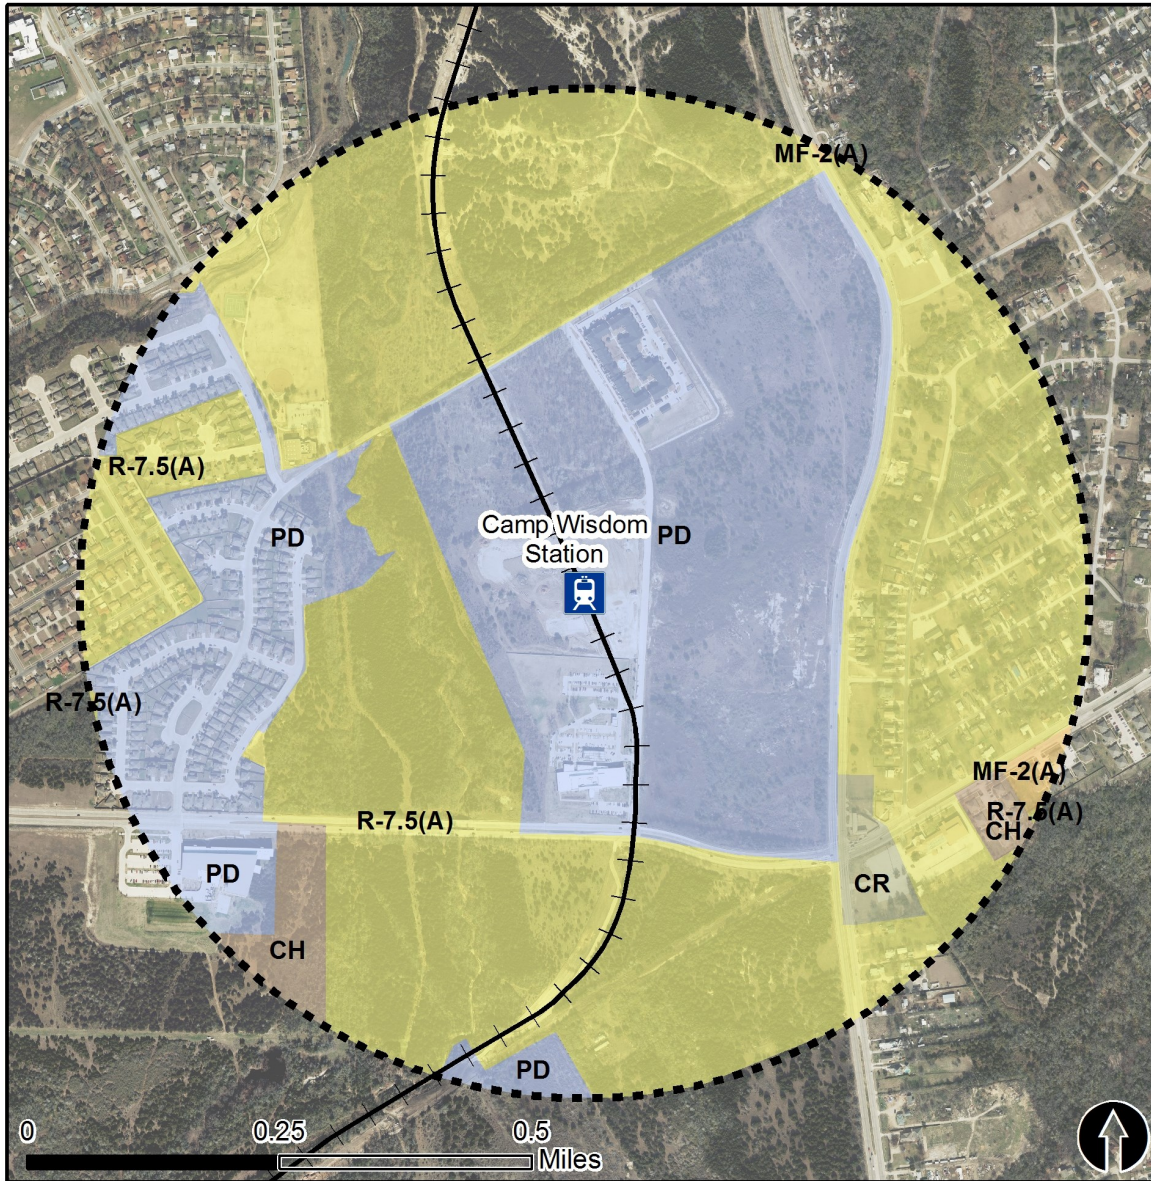 MF-2(A)
R-7.5(A)
PD
Camp Wisdom
Station
PD
R-7.5(A)
MF-2(A)
R-7.5(A)
CH
R-7.5(A)
PD
CR
CH
PD
0
0.25
0.5
Miles